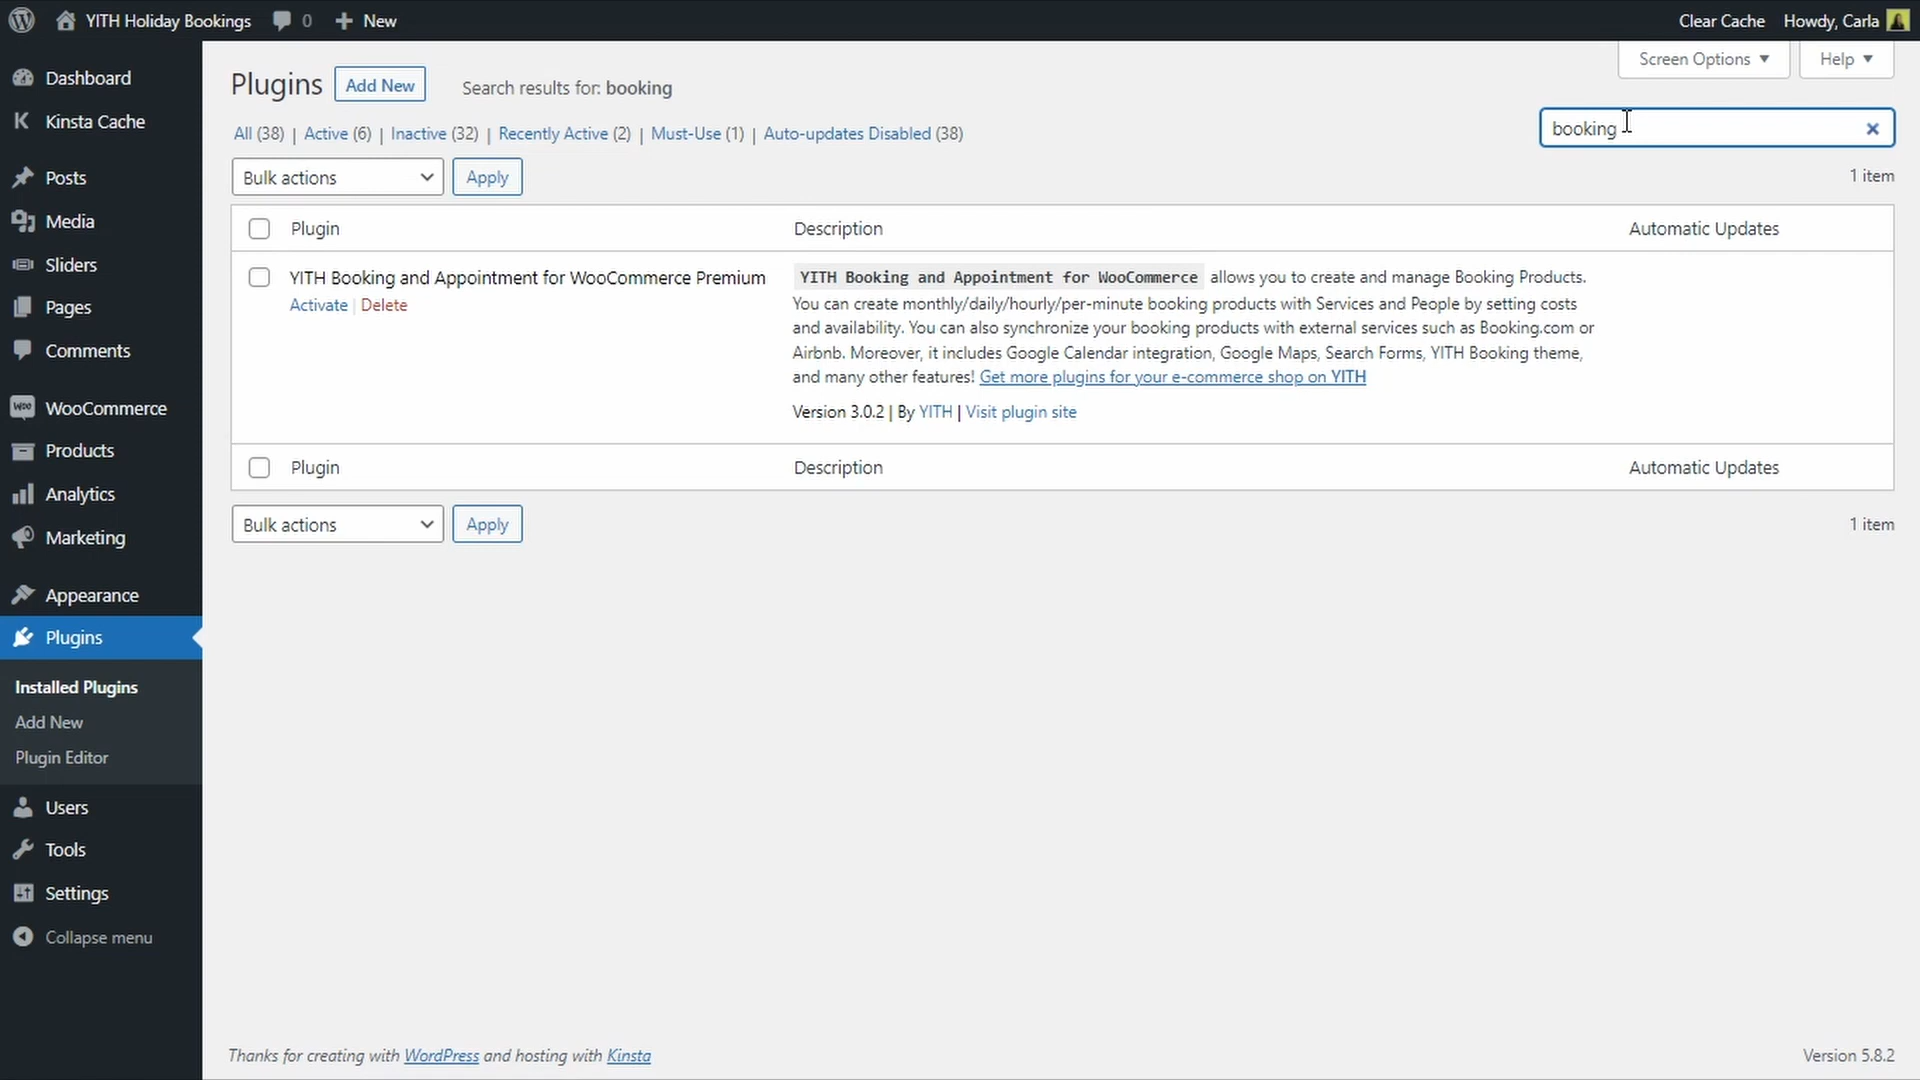 YITH Holiday Bookings 0 + New Clear Cache Howdy, Carla
Screen Options Help
Dashboard
Kinsta Cache
Posts
Media
Sliders
Pages
Comments
WooCommerce
Products
Analytics
Marketing
Appearance
Plugins
Installed Plugins
Add New
Plugin Editor
Users
Tools
Settings
Collapse menu
Plugins Add New Search results for: booking
All (38) | Active (6) | Inactive (32) | Recently Active (2) | Must-Use (1) | Auto-updates Disabled (38)
booking
Bulk actions Apply 1 item
Plugin Description Automatic Updates
YITH Booking and Appointment for WooCommerce Premium
Activate | Delete
YITH Booking and Appointment for WooCommerce allows you to create and manage Booking Products.
You can create monthly/daily/hourly/per-minute booking products with Services and People by setting costs
and availability. You can also synchronize your booking products with external services such as Booking.com or
Airbnb. Moreover, it includes Google Calendar integration, Google Maps, Search Forms, YITH Booking theme,
and many other features! Get more plugins for your e-commerce shop on YITH
Version 3.0.2 | By YITH | Visit plugin site
Plugin Description Automatic Updates
Bulk actions Apply 1 item
Thanks for creating with WordPress and hosting with Kinsta Version 5.8.2